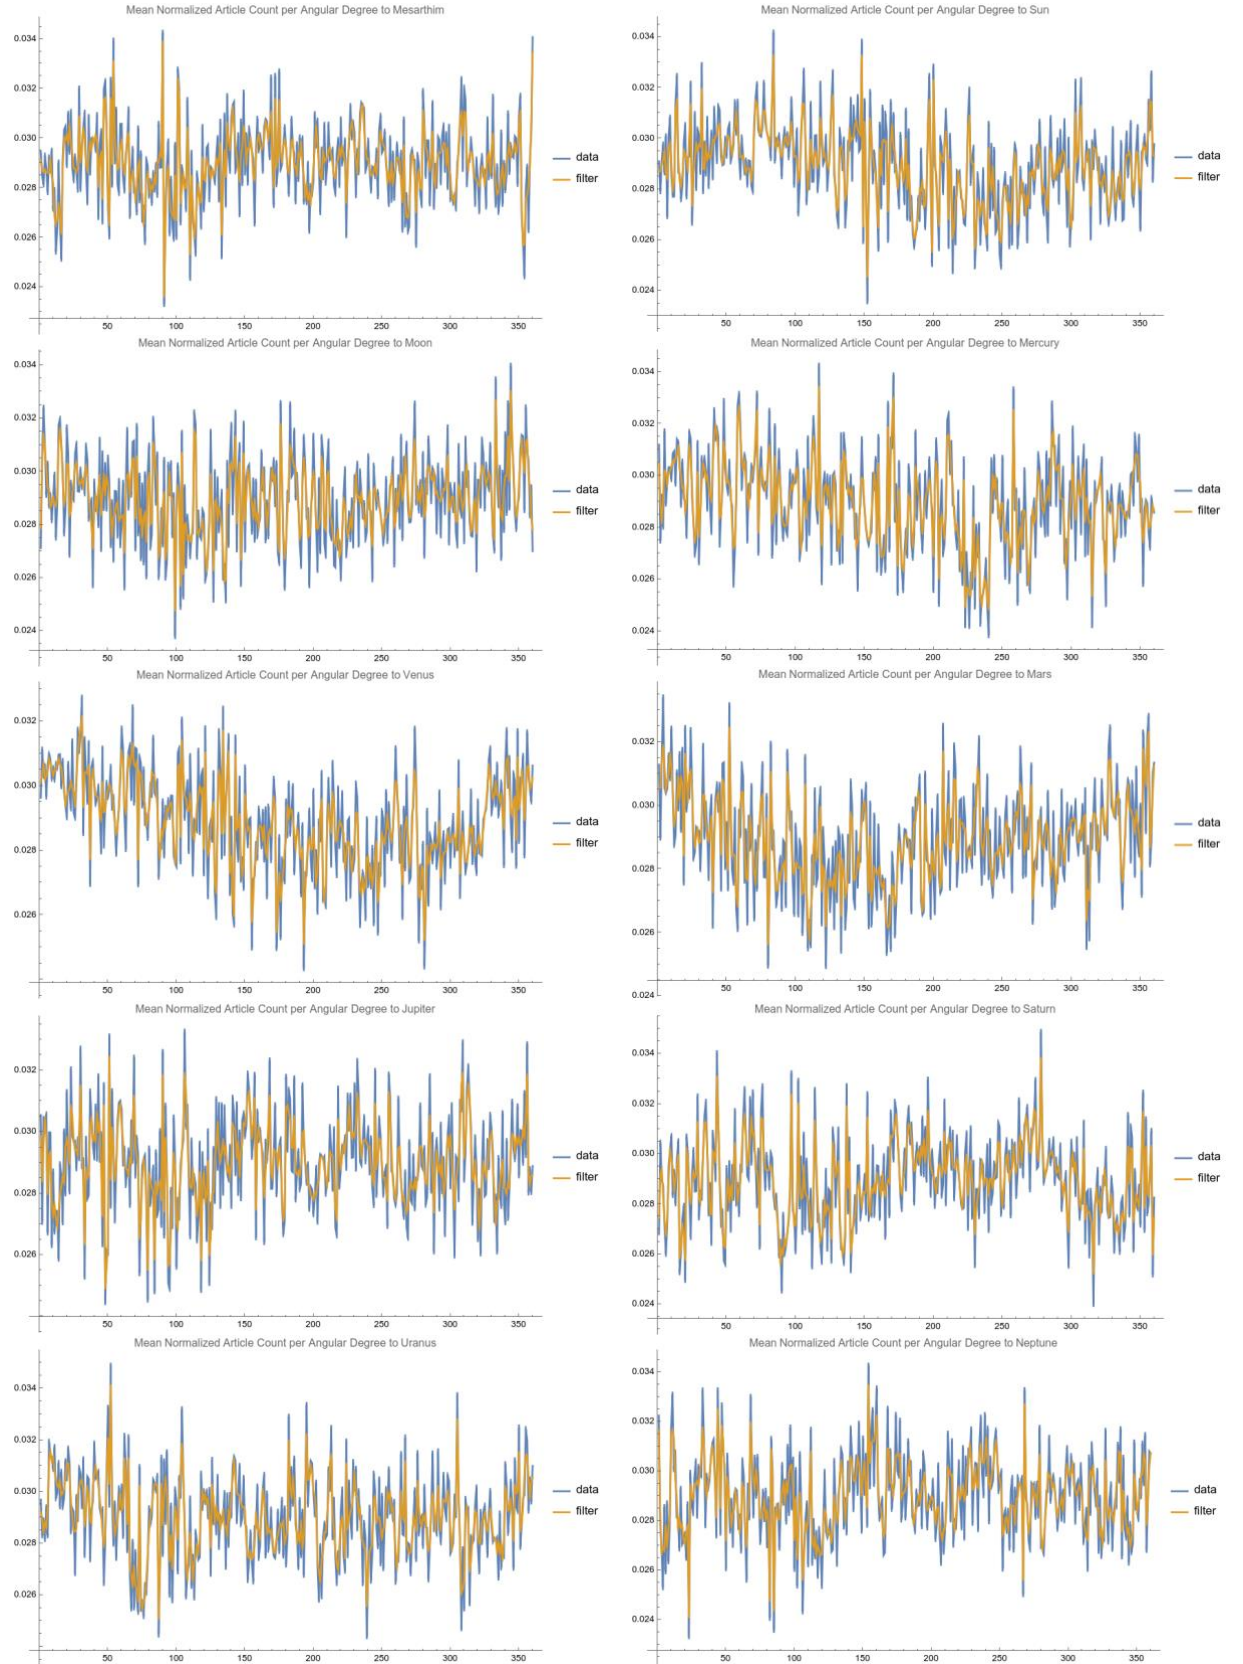 Mean Normalized Article Count per Angular Degree to Mesarthim
0.034
0.032
0.030
0.028
0.026
0.024
data
filter
50 100 150 200 250 300 350
Mean Normalized Article Count per Angular Degree to Sun
0.034
0.032
0.030
0.028
0.026
0.024
data
filter
50 100 150 200 250 300 350
Mean Normalized Article Count per Angular Degree to Moon
0.034
0.032
0.030
0.028
0.026
0.024
data
filter
50 100 150 200 250 300 350
Mean Normalized Article Count per Angular Degree to Mercury
0.034
0.032
0.030
0.028
0.026
0.024
data
filter
50 100 150 200 250 300 350
Mean Normalized Article Count per Angular Degree to Venus
0.032
0.030
0.028
0.026
data
filter
50 100 150 200 250 300 350
Mean Normalized Article Count per Angular Degree to Mars
0.032
0.030
0.028
0.026
0.024
data
filter
50 100 150 200 250 300 350
Mean Normalized Article Count per Angular Degree to Jupiter
0.032
0.030
0.028
0.026
data
filter
50 100 150 200 250 300 350
Mean Normalized Article Count per Angular Degree to Saturn
0.034
0.032
0.030
0.028
0.026
0.024
data
filter
50 100 150 200 250 300 350
Mean Normalized Article Count per Angular Degree to Uranus
0.034
0.032
0.030
0.028
0.026
data
filter
50 100 150 200 250 300 350
Mean Normalized Article Count per Angular Degree to Neptune
0.034
0.032
0.030
0.028
0.026
0.024
data
filter
50 100 150 200 250 300 350